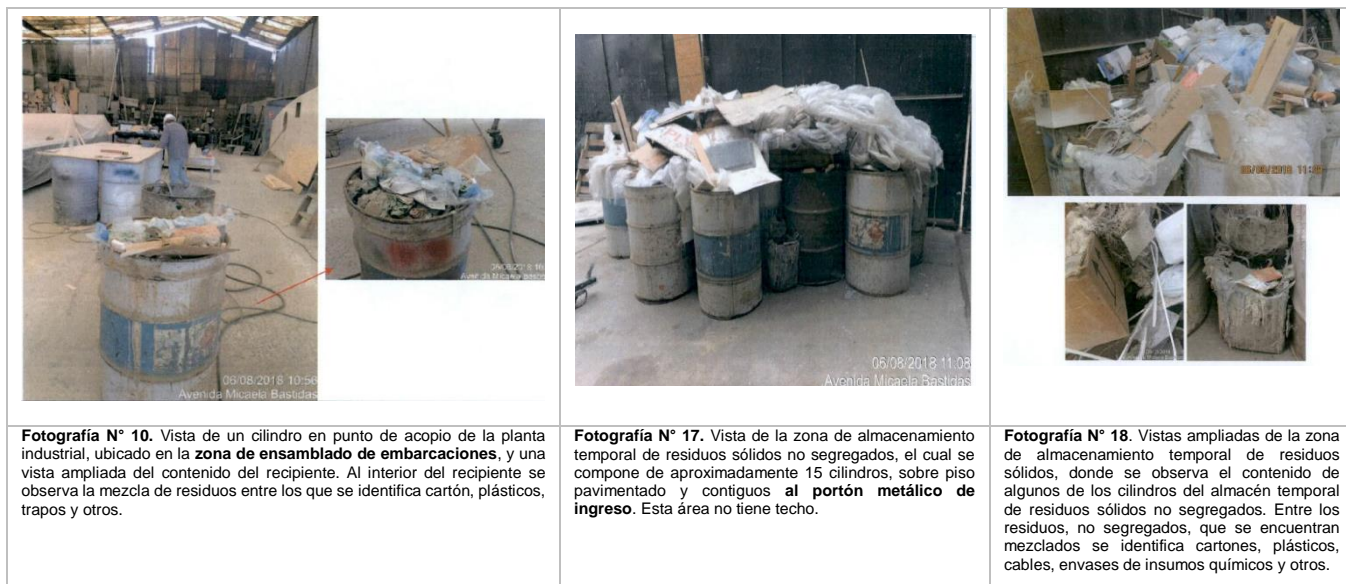 06/08/2018 10:56
Avenida Micaela Bastidas
06/08/2018
Avenida Micaela
06/08/2018 11:08
Avenida Micaela Bastidas
06/08/2018 11:
Fotografía N° 10. Vista de un cilindro en punto de acopio de la planta
industrial, ubicado en la zona de ensamblado de embarcaciones, y una
vista ampliada del contenido del recipiente. Al interior del recipiente se
observa la mezcla de residuos entre los que se identifica cartón, plásticos,
trapos y otros.
Fotografía N° 17. Vista de la zona de almacenamiento
temporal de residuos sólidos no segregados, el cual se
compone de aproximadamente 15 cilindros, sobre piso
pavimentado y contiguos al portón metálico de
ingreso. Esta área no tiene techo.
Fotografía N° 18. Vistas ampliadas de la zona
de almacenamiento temporal de residuos
sólidos, donde se observa el contenido de
algunos de los cilindros del almacén temporal
de residuos sólidos no segregados. Entre los
residuos, no segregados, que se encuentran
mezclados se identifica cartones, plásticos,
cables, envases de insumos químicos y otros.